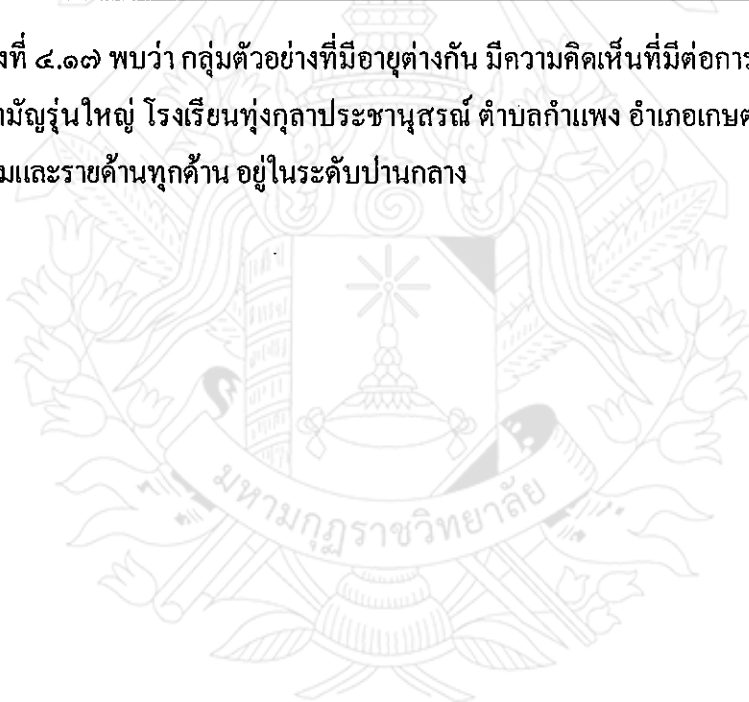 งที่ ๔.๑๗ พบว่า กลุ่มตัวอย่างที่มีอายุต่างกัน มีความคิดเห็นที่มีต่อการ
ามัญรุ่นใหญ่ โรงเรียนทุ่งกุลาประชานุสรณ์ ตำบลกำแพง อำเภอเกษต
มและรายด้านทุกด้าน อยู่ในระดับปานกลาง
มหามกุฏราชวิทยาลัย